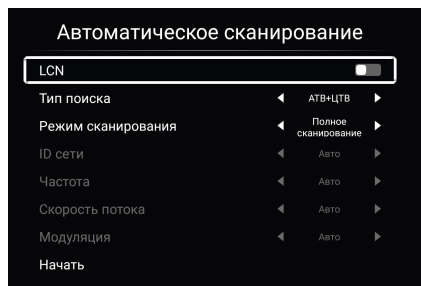 Автоматическое сканирование
LCN
Тип поиска АТВ+ЦТВ
Режим сканирования Полное
сканирование
ID сети Авто
Частота Авто
Скорость потока Авто
Модуляция Авто
Начать